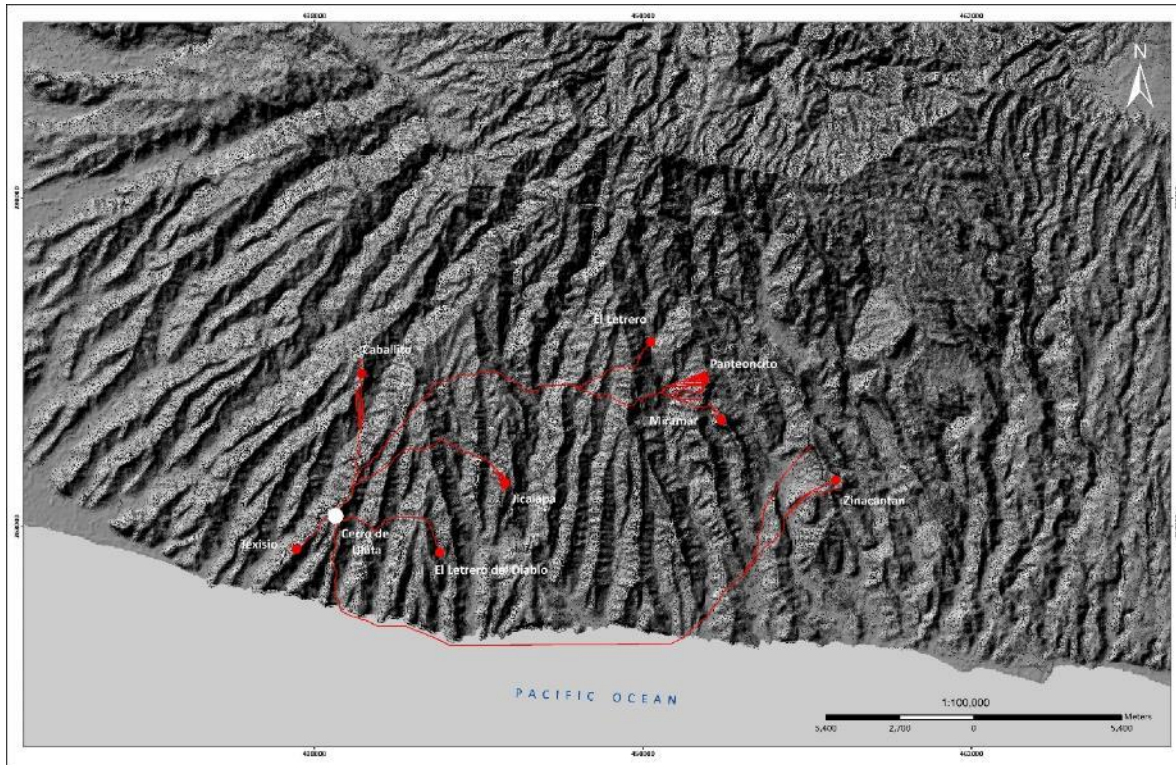 N
El Letrero
Caballito
Panteoncito
Miramar
Jicalapa
Zinacantan
Cerro de
Ulata
Texisio
El Letrero del Diablo
PACIFIC OCEAN
1:100,000
Meters
5,400 2,700 0 5,400